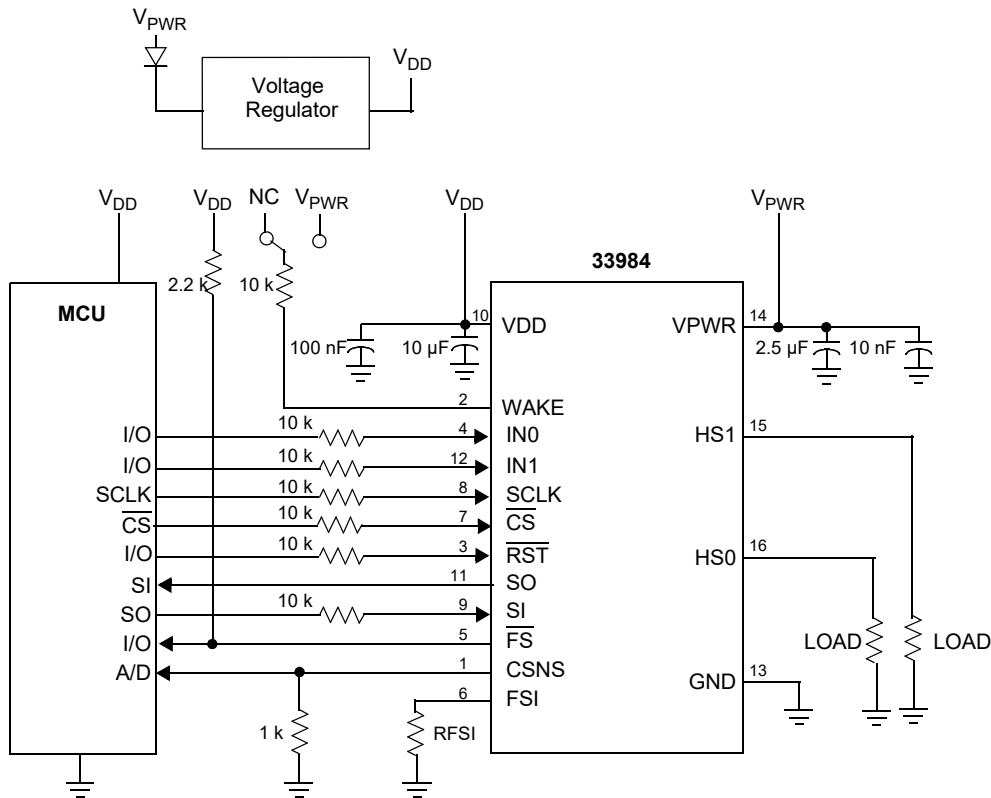 VPWR
VDD
Voltage
Regulator
VDD VDD NC VPWR VDD VPWR
33984
2.2 k 10 k
MCU
10 VDD VPWR 14
100 nF 10 µF 2.5 µF 10 nF
2 WAKE
I/O 10 k 4 IN0 HS1 15
I/O 10 k 12 IN1
SCLK 10 k 8 SCLK
CS 10 k 7 CS
I/O 10 k 3 RST HS0 16
SI 11 SO
SO 10 k 9 SI
I/O 5 FS LOAD LOAD
A/D 1 CSNS GND 13
6 FSI
1 k RFSI